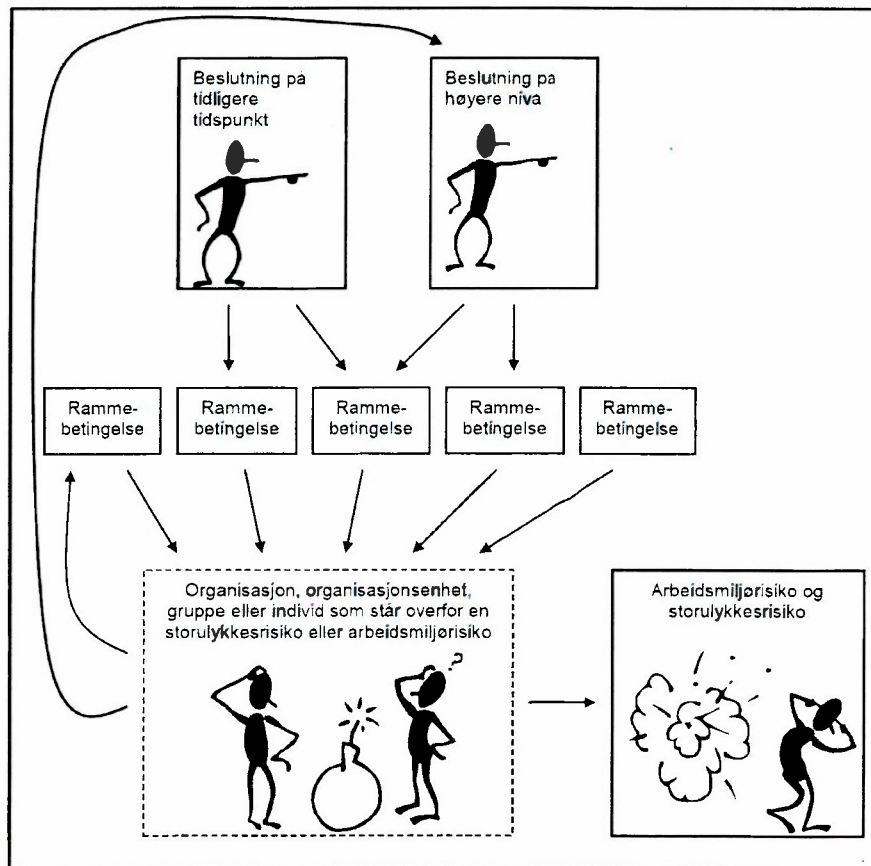 Beslutning pa
tidligere
tidspunkt
Beslutning på
høyere niva
Ramme-
betingelse
Ramme-
betingelse
Ramme-
betingelse
Ramme-
betingelse
Ramme-
betingelse
Organisasjon, organisasjonsenhet,
gruppe eller individ som står overfor en
storulykkesrisiko eller arbeidsmiljørisiko
?
Arbeidsmiljørisiko og
storulykkesrisiko